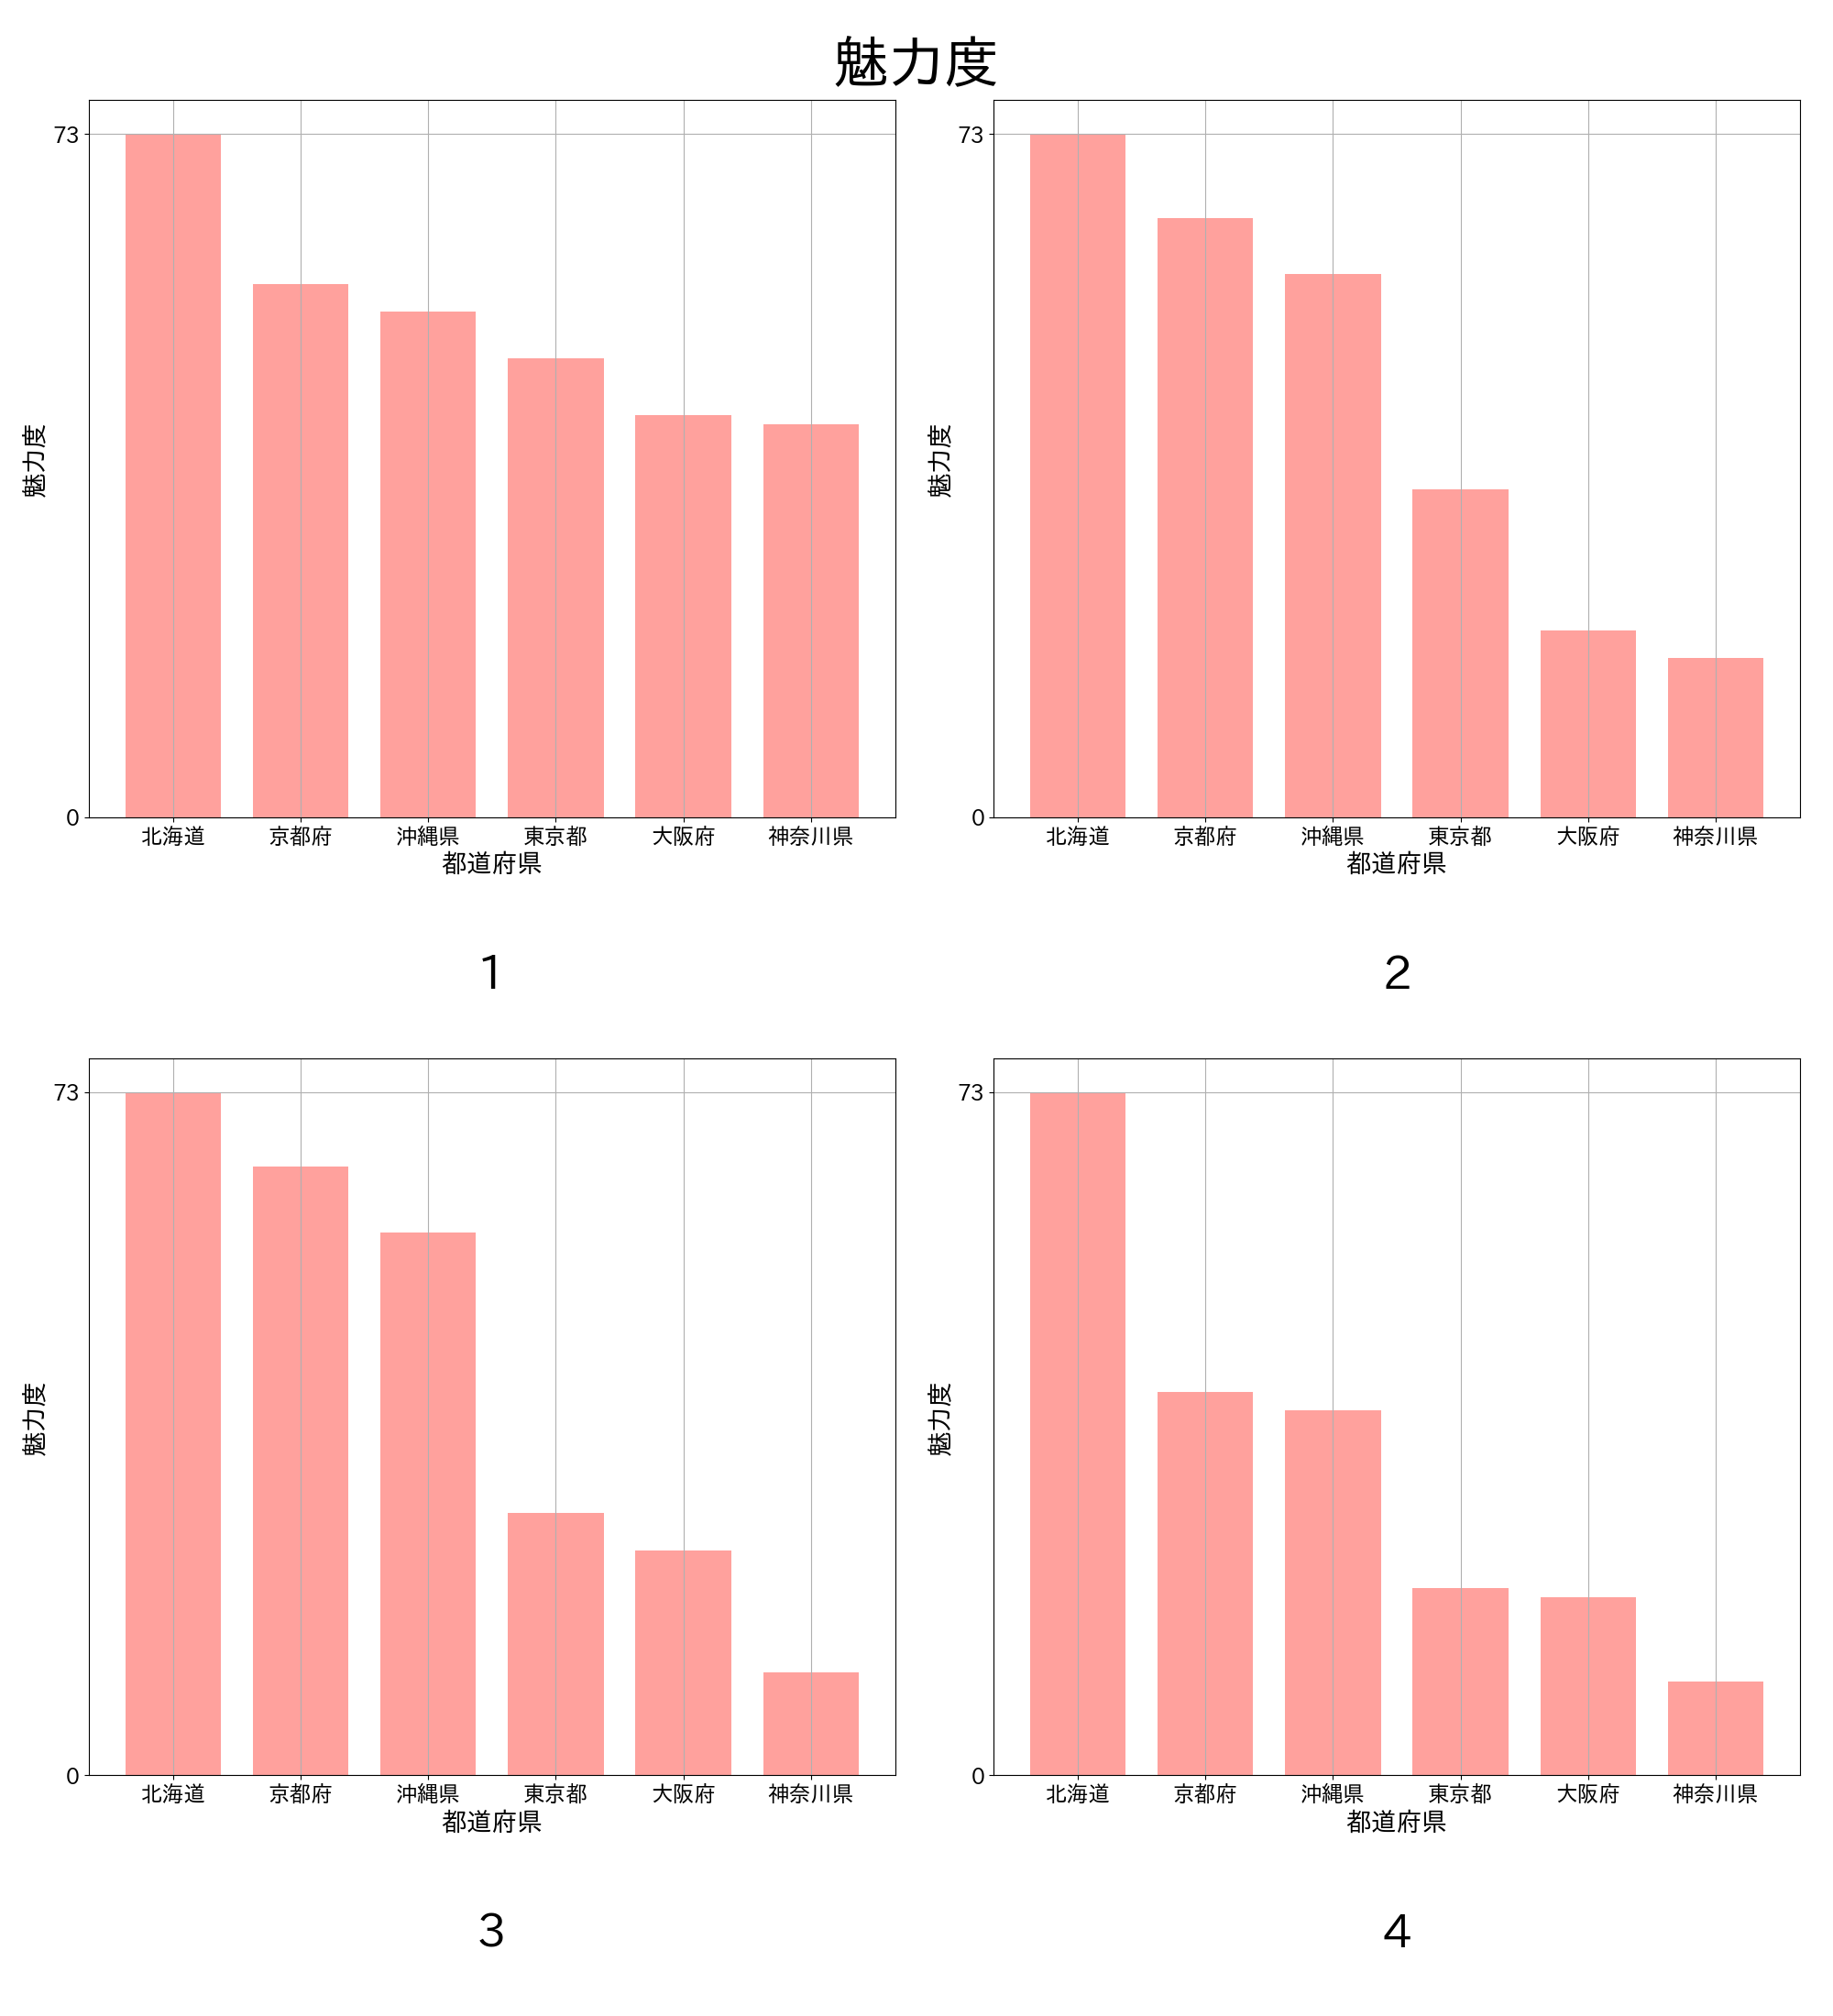 魅力度
73
0
魅力度
北海道 京都府 沖縄県 東京都 大阪府 神奈川県
都道府県
1
73
0
魅力度
北海道 京都府 沖縄県 東京都 大阪府 神奈川県
都道府県
2
73
0
魅力度
北海道 京都府 沖縄県 東京都 大阪府 神奈川県
都道府県
3
73
0
魅力度
北海道 京都府 沖縄県 東京都 大阪府 神奈川県
都道府県
4